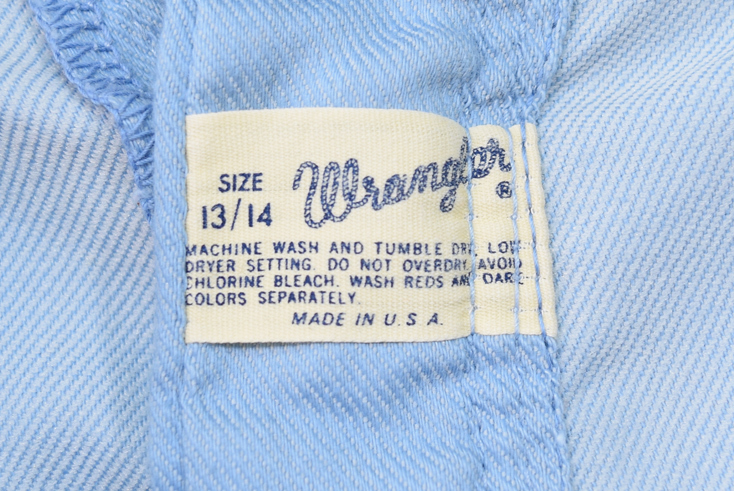 SIZE
13/14
Wrangler
®
MACHINE WASH AND TUMBLE DRY, LOW
DRYER SETTING. DO NOT OVERDRY. AVOID
CHLORINE BLEACH. WASH REDS AND DARK
COLORS SEPARATELY.
MADE IN U.S.A.